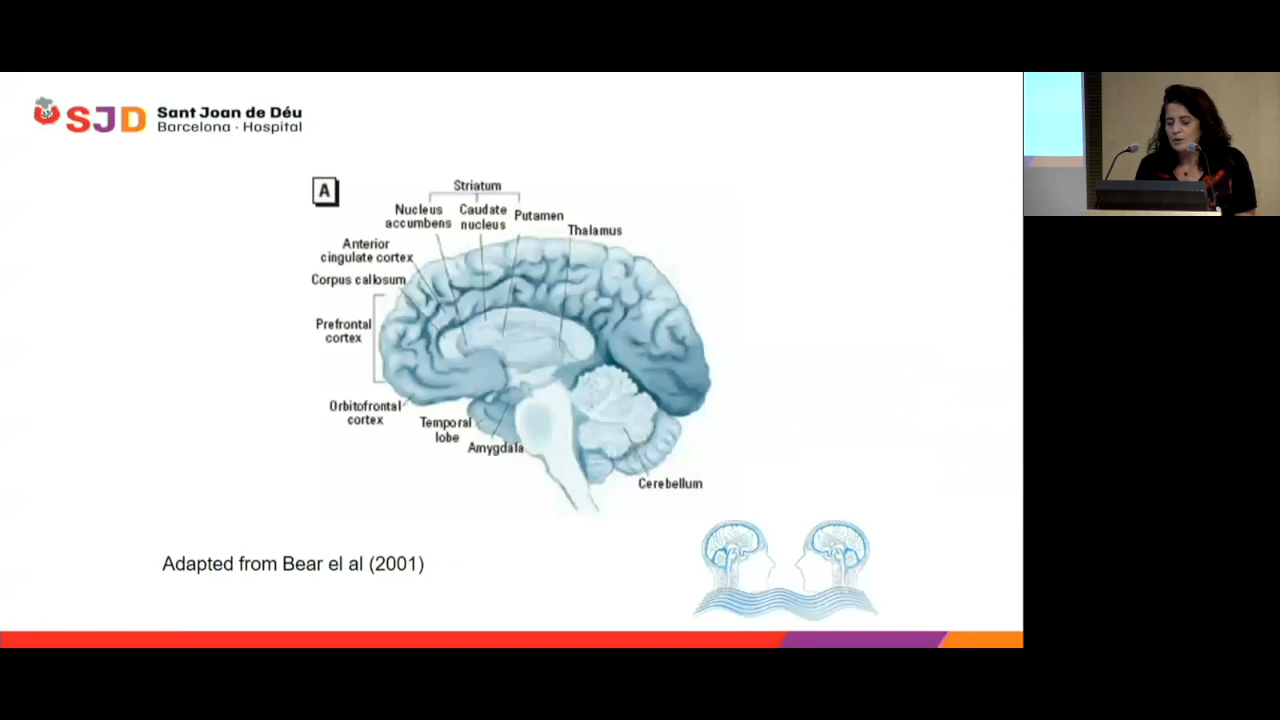 SJD
Sant Joan de Déu
Barcelona · Hospital
A
Striatum
Nucleus
accumbens
Caudate
nucleus
Putamen
Thalamus
Anterior
cingulate cortex
Corpus callosum
Prefrontal
cortex
Orbitofrontal
cortex
Temporal
lobe
Amygdala
Cerebellum
Adapted from Bear el al (2001)